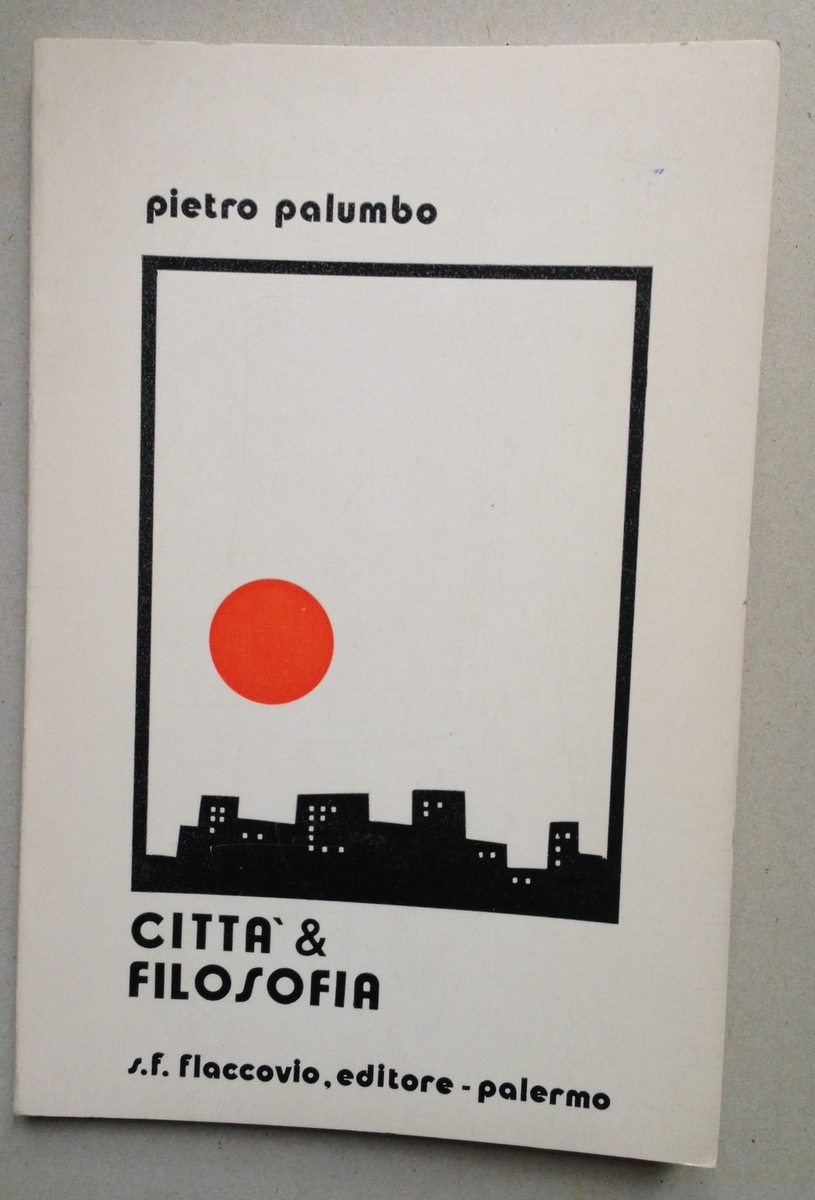 pietro palumbo
CITTA` &
FILOSOFIA
s.f. flaccovio, editore - palermo